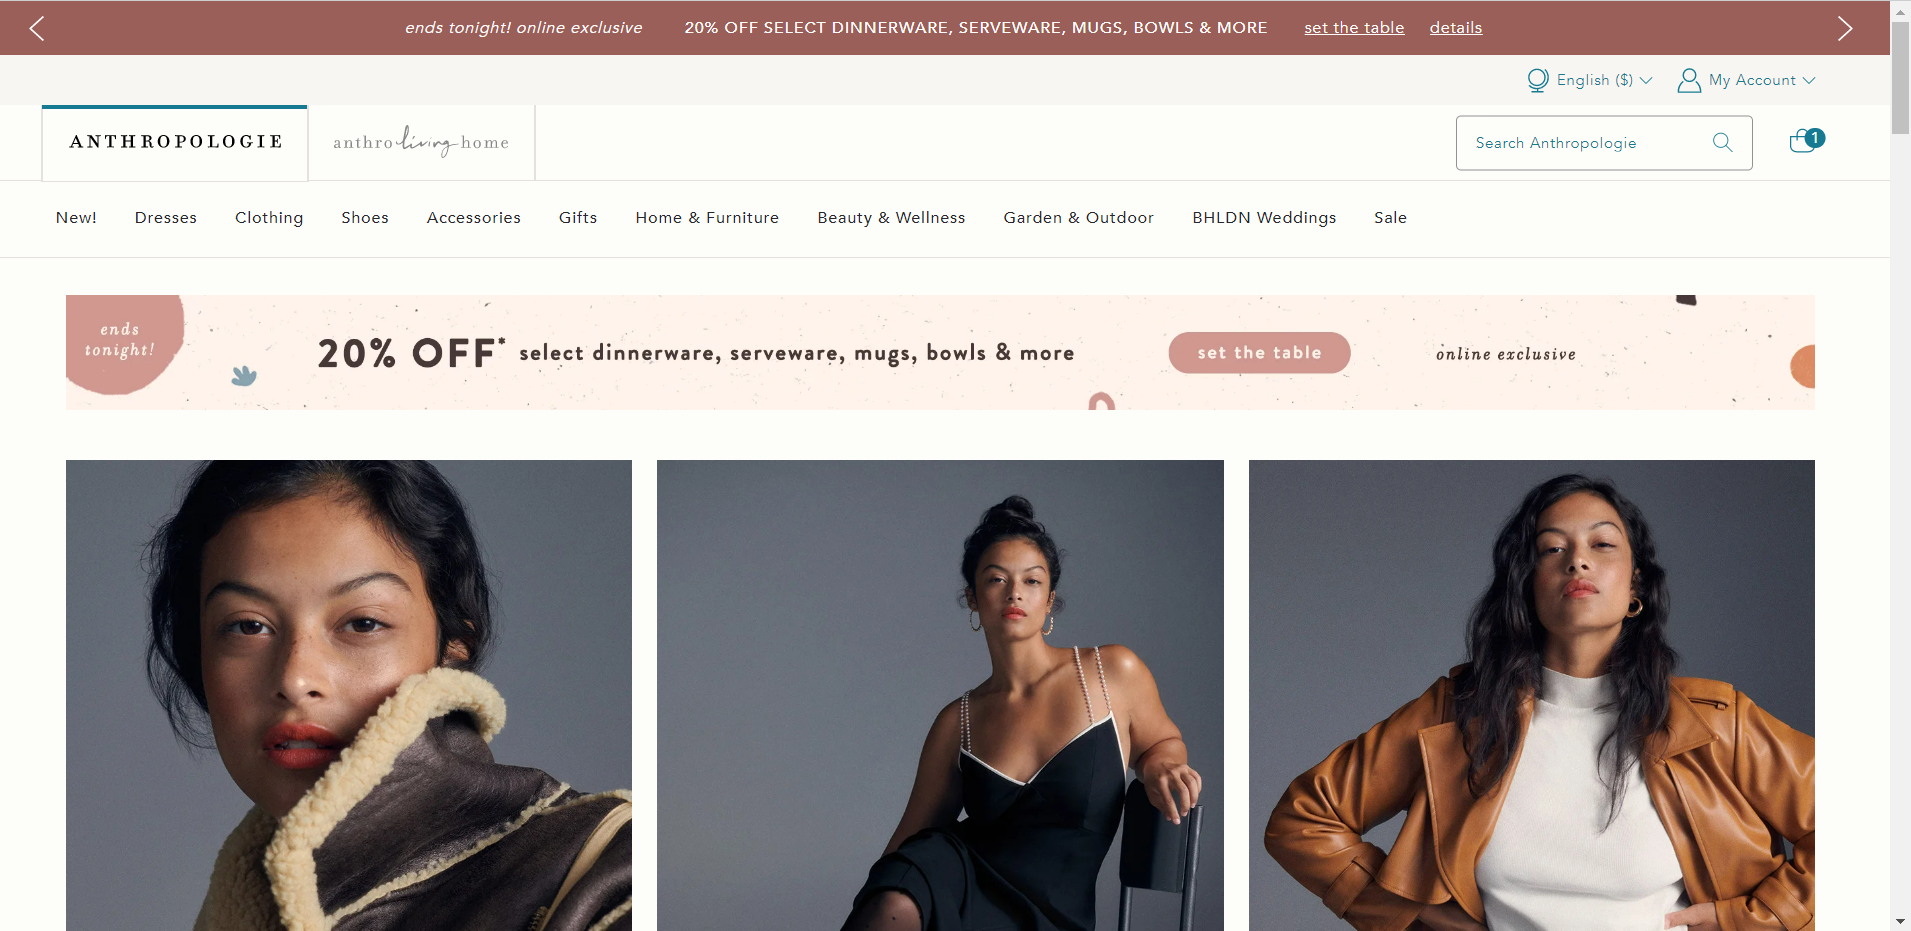 ends tonight! online exclusive 20% OFF SELECT DINNERWARE, SERVEWARE, MUGS, BOWLS & MORE set the table details
English ($) My Account
ANTHROPOLOGIE anthroliving home Search Anthropologie 1
New! Dresses Clothing Shoes Accessories Gifts Home & Furniture Beauty & Wellness Garden & Outdoor BHLDN Weddings Sale
ends
tonight!
20% OFF* select dinnerware, serveware, mugs, bowls & more set the table online exclusive